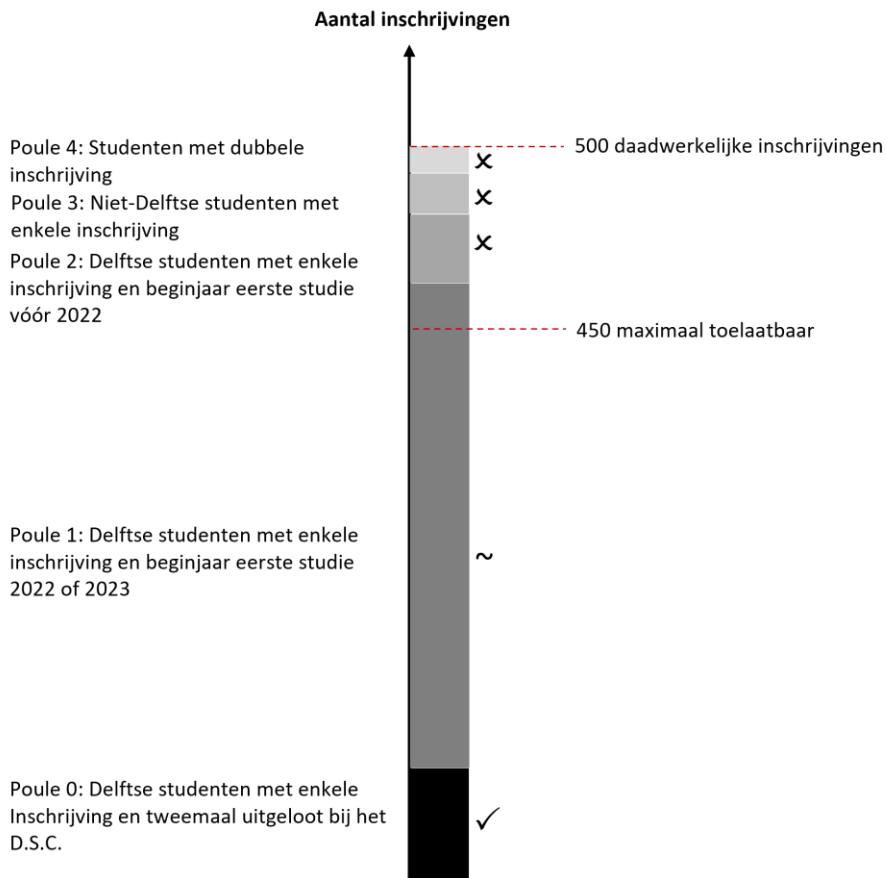 Aantal inschrijvingen
Poule 4: Studenten met dubbele
inschrijving
500 daadwerkelijke inschrijvingen
Poule 3: Niet-Delftse studenten met
enkele inschrijving
Poule 2: Delftse studenten met enkele
inschrijving en beginjaar eerste studie
vóór 2022
450 maximaal toelaatbaar
Poule 1: Delftse studenten met enkele
inschrijving en beginjaar eerste studie
2022 of 2023
~
Poule 0: Delftse studenten met enkele
Inschrijving en tweemaal uitgeloot bij het
D.S.C.